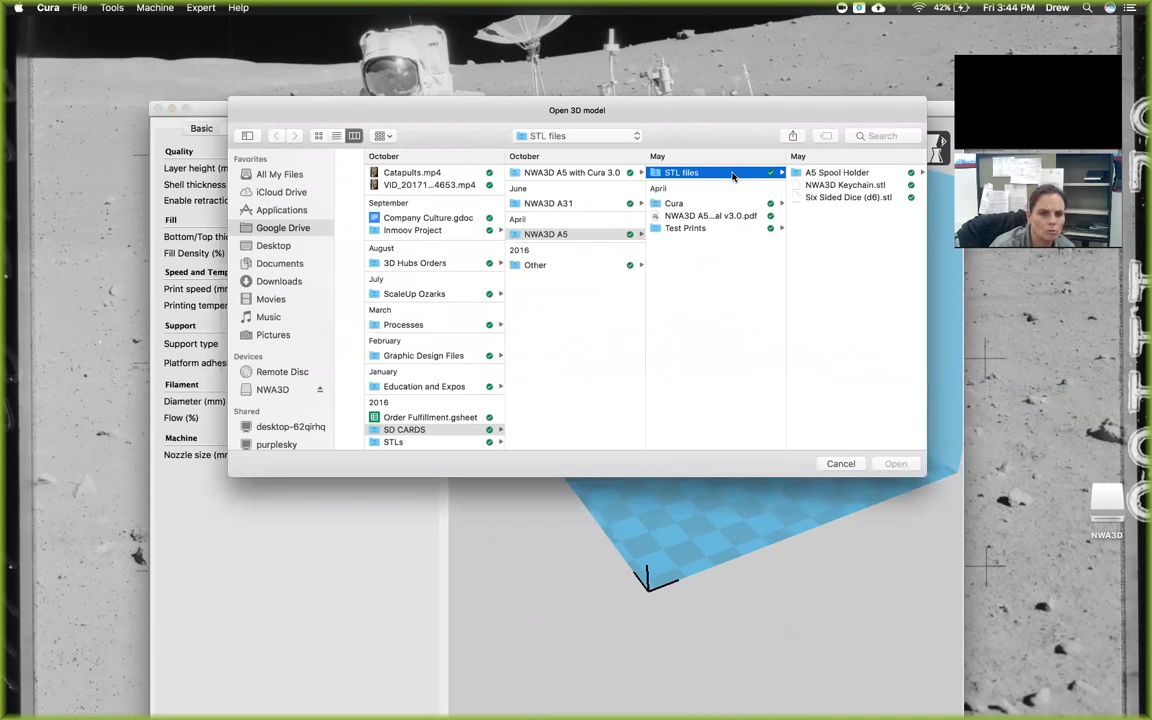 Cura File Tools Machine Expert Help
42% Fri 3:44 PM Drew
Open 3D model
STL files
Search
Basic
Quality
Layer height (m
Shell thickness
Enable retractio
Fill
Bottom/Top thi
Fill Density (%)
Speed and Temp
Print speed (mm
Printing temper
Support
Support type
Platform adhes
Filament
Diameter (mm)
Flow (%)
Machine
Nozzle size (mm
Favorites
All My Files
iCloud Drive
Applications
Google Drive
Desktop
Documents
Downloads
Movies
Music
Pictures
Devices
Remote Disc
NWA3D
Shared
desktop-62qirhq
purplesky
October
Catapults.mp4
VID_20171...4653.mp4
September
Company Culture.gdoc
Inmoov Project
August
3D Hubs Orders
July
ScaleUp Ozarks
March
Processes
February
Graphic Design Files
January
Education and Expos
2016
Order Fulfillment.gsheet
SD CARDS
STLs
October
NWA3D A5 with Cura 3.0
June
NWA3D A31
April
NWA3D A5
2016
Other
May
STL files
April
Cura
NWA3D A5...al v3.0.pdf
Test Prints
May
A5 Spool Holder
NWA3D Keychain.stl
Six Sided Dice (d6).stl
Cancel
Open
NWA3D